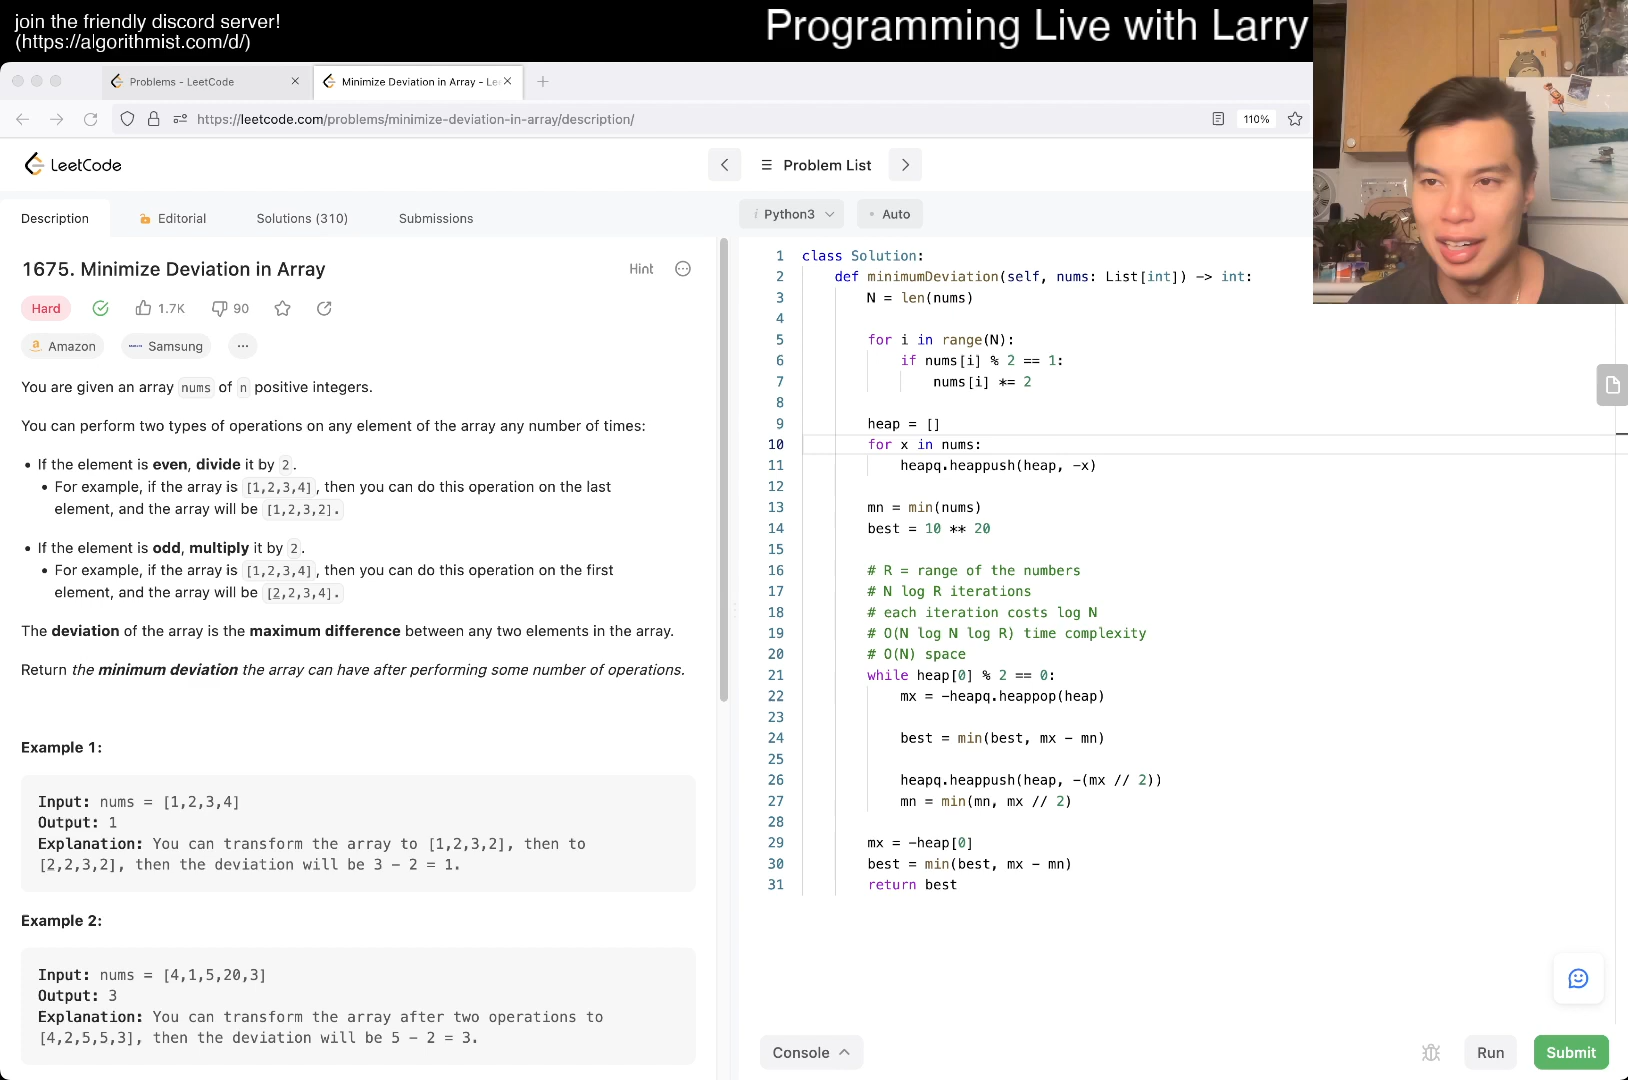 join the friendly discord server!
(https://algorithmist.com/d/)
Programming Live with Larry
Problems - LeetCode
Minimize Deviation in Array - Le
https://leetcode.com/problems/minimize-deviation-in-array/description/
110%
LeetCode
Problem List
Description
Editorial
Solutions (310)
Submissions
i Python3
Auto
1675. Minimize Deviation in Array
Hint
Hard
1.7K
90
Amazon
Samsung
You are given an array nums of n positive integers.
You can perform two types of operations on any element of the array any number of times:
• If the element is even, divide it by 2.
• For example, if the array is [1,2,3,4], then you can do this operation on the last
element, and the array will be [1,2,3,2].
• If the element is odd, multiply it by 2.
• For example, if the array is [1,2,3,4], then you can do this operation on the first
element, and the array will be [2,2,3,4].
The deviation of the array is the maximum difference between any two elements in the array.
Return the minimum deviation the array can have after performing some number of operations.
Example 1:
Input: nums = [1,2,3,4]
Output: 1
Explanation: You can transform the array to [1,2,3,2], then to
[2,2,3,2], then the deviation will be 3 - 2 = 1.
Example 2:
Input: nums = [4,1,5,20,3]
Output: 3
Explanation: You can transform the array after two operations to
[4,2,5,5,3], then the deviation will be 5 - 2 = 3.
1 class Solution:
2 def minimumDeviation(self, nums: List[int]) -> int:
3 N = len(nums)
4
5 for i in range(N):
6 if nums[i] % 2 == 1:
7 nums[i] *= 2
8
9 heap = []
10 for x in nums:
11 heapq.heappush(heap, -x)
12
13 mn = min(nums)
14 best = 10 ** 20
15
16 # R = range of the numbers
17 # N log R iterations
18 # each iteration costs log N
19 # O(N log N log R) time complexity
20 # O(N) space
21 while heap[0] % 2 == 0:
22 mx = -heapq.heappop(heap)
23
24 best = min(best, mx - mn)
25
26 heapq.heappush(heap, -(mx // 2))
27 mn = min(mn, mx // 2)
28
29 mx = -heap[0]
30 best = min(best, mx - mn)
31 return best
Console
Run
Submit